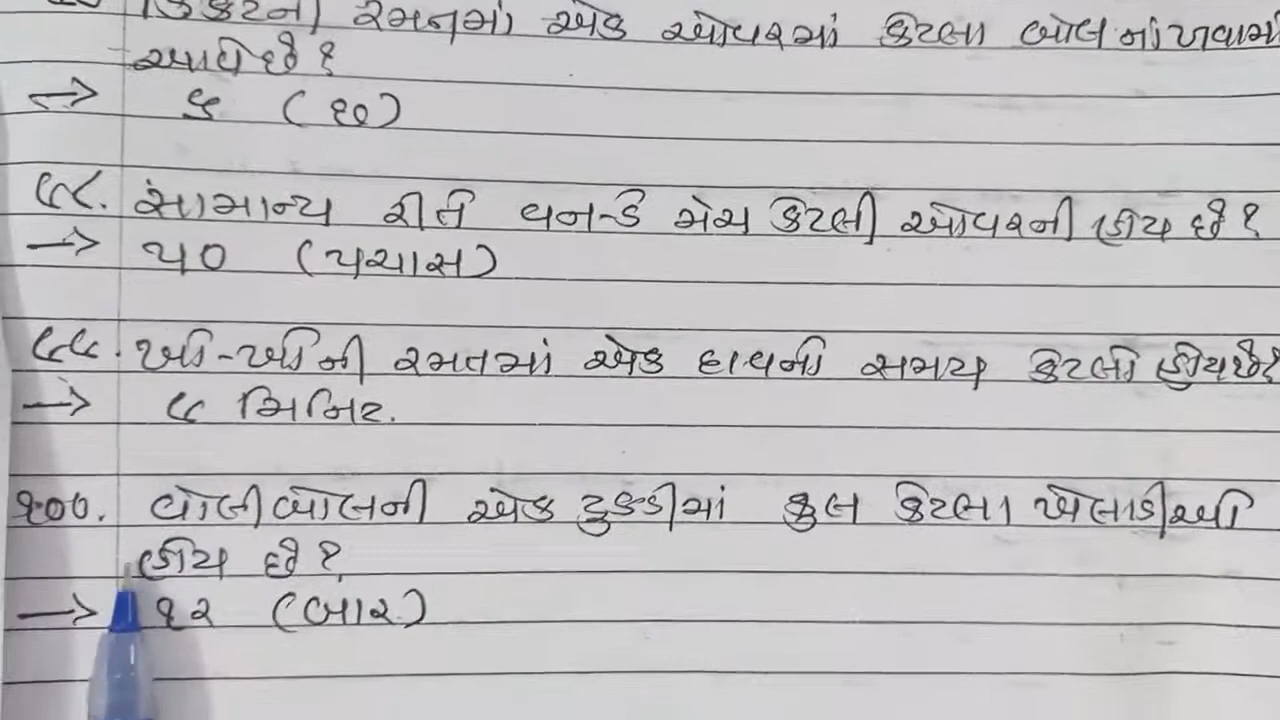 ક્રિકેટની રમતમાં એક ઓવરમાં કેટલા બોલ નાંખવામાં
આવે છે ?
→ ૬ (છ)
૯૮. સામાન્ય રીતે વન-ડે મેચ કેટલી ઓવરની હોય છે ?
→ ૫૦ (પચાસ)
૯૯. ખો-ખોની રમતમાં એક દાવનો સમય કેટલો હોય છે ?
→ ૯ મિનિટ.
૧૦૦. વોલીબોલની એક ટુકડીમાં કુલ કેટલા ખેલાડીઓ
હોય છે ?
→ ૧૨ (બાર)